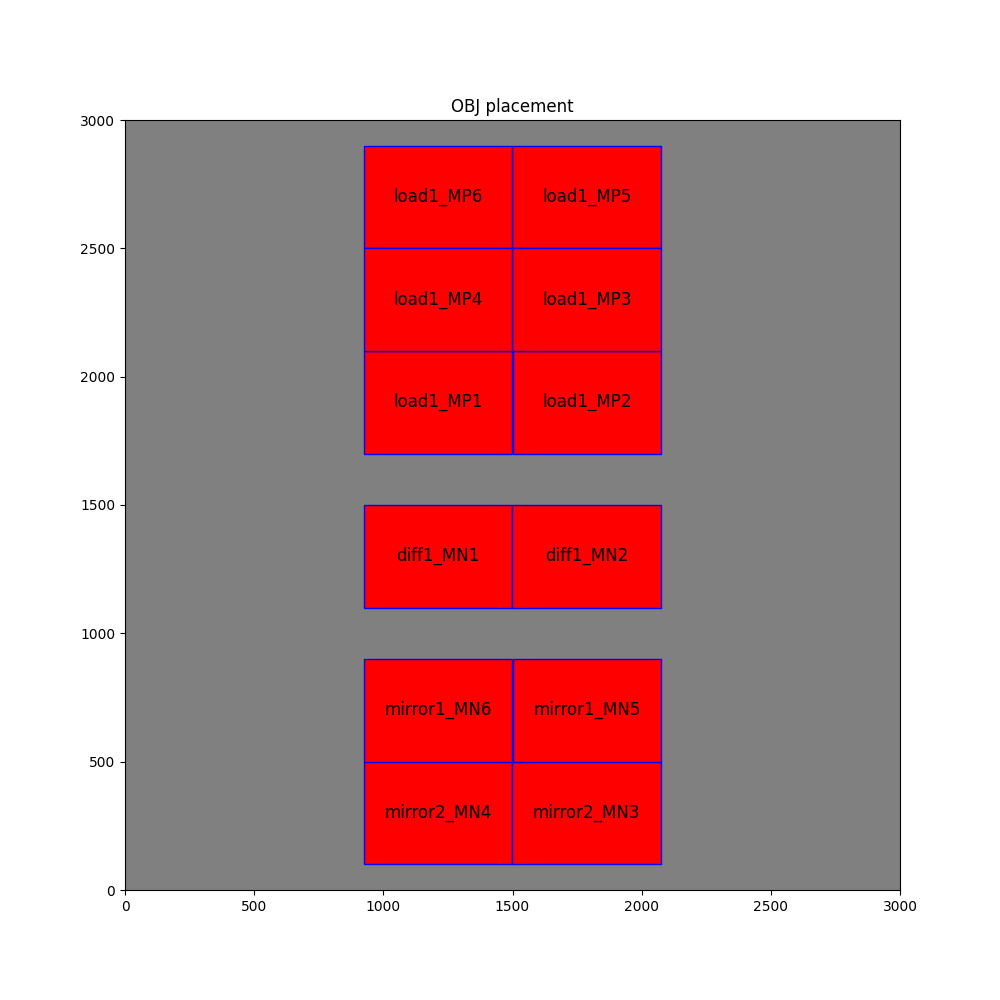 OBJ placement
3000
load1_MP6 load1_MP5
2500
load1_MP4 load1_MP3
2000
load1_MP1 load1_MP2
1500
diff1_MN1 diff1_MN2
1000
mirror1_MN6 mirror1_MN5
500
mirror2_MN4 mirror2_MN3
0
0 500 1000 1500 2000 2500 3000